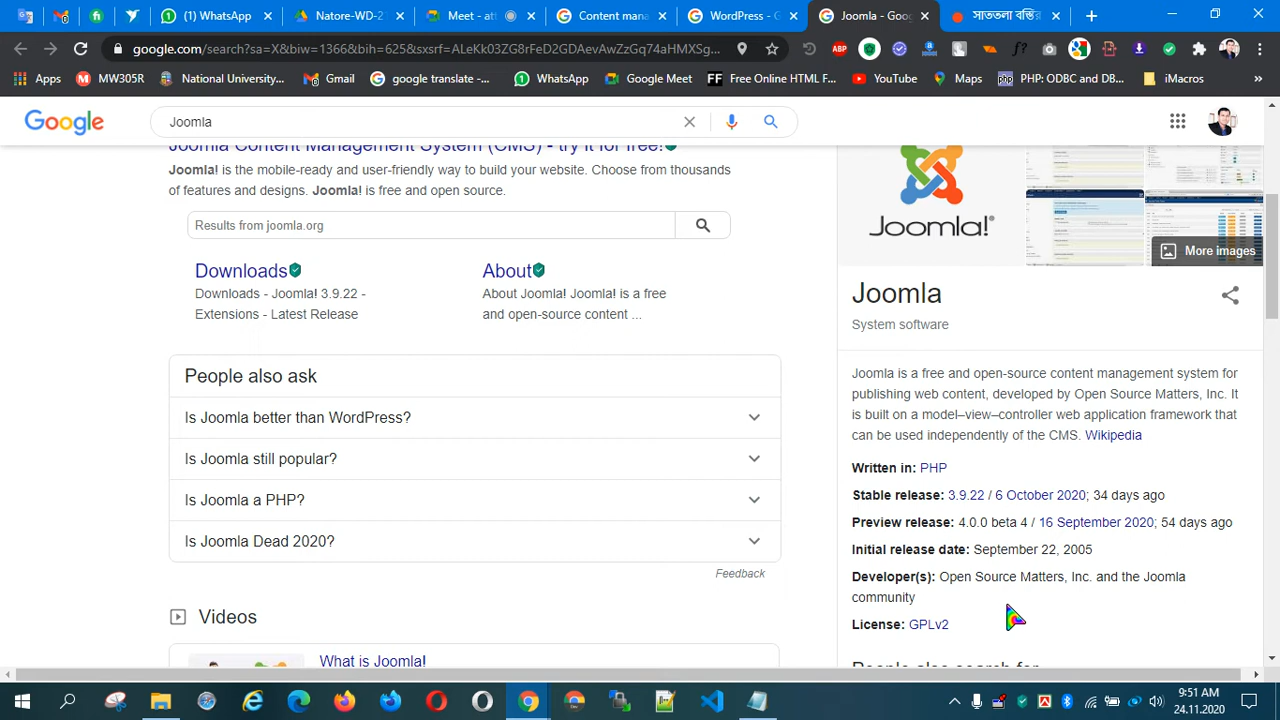 (1) WhatsApp
Natore-WD-2
Meet - att
Content mana
WordPress - G
Joomla - Goog
সাততলা বস্তির
google.com/search?sa=X&biw=1366&bih=625&sxsrf=ALeKk03ZG8rFeD2GDAevAwZzGq74aHMXSg...
Apps
MW305R
National University...
Gmail
google translate -...
WhatsApp
Google Meet
Free Online HTML F...
YouTube
Maps
PHP: ODBC and DB...
iMacros
Google
Joomla
Joomla Content Management System (CMS) - try it for free!
Joomla! is the mobile-ready and user-friendly way to build your website. Choose from thousands
of features and designs. Joomla! is free and open source.
Results from joomla.org
Downloads
Downloads - Joomla! 3.9.22 -
Extensions - Latest Release
About
About Joomla! Joomla! is a free
and open-source content ...
People also ask
Is Joomla better than WordPress?
Is Joomla still popular?
Is Joomla a PHP?
Is Joomla Dead 2020?
Feedback
Videos
What is Joomla!
Joomla!
More images
Joomla
System software
Joomla is a free and open-source content management system for
publishing web content, developed by Open Source Matters, Inc. It
is built on a model–view–controller web application framework that
can be used independently of the CMS. Wikipedia
Written in: PHP
Stable release: 3.9.22 / 6 October 2020; 34 days ago
Preview release: 4.0.0 beta 4 / 16 September 2020; 54 days ago
Initial release date: September 22, 2005
Developer(s): Open Source Matters, Inc. and the Joomla
community
License: GPLv2
People also search for
9:51 AM
24.11.2020